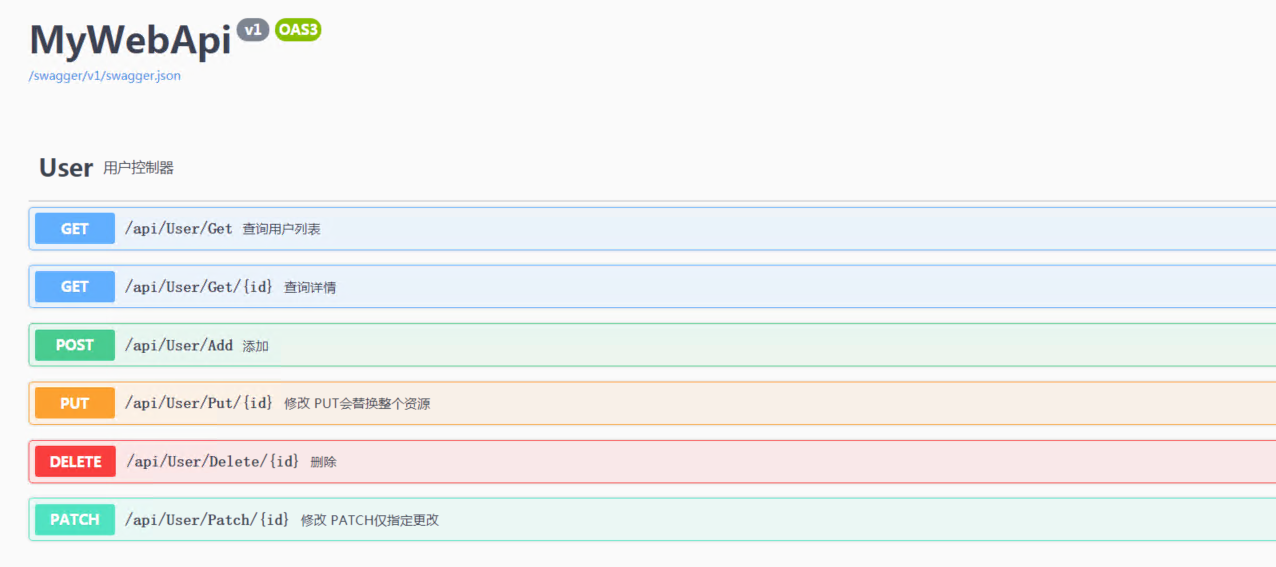 MyWebApi v1 OAS3
/swagger/v1/swagger.json
User 用户控制器
GET /api/User/Get 查询用户列表
GET /api/User/Get/{id} 查询详情
POST /api/User/Add 添加
PUT /api/User/Put/{id} 修改 PUT会替换整个资源
DELETE /api/User/Delete/{id} 删除
PATCH /api/User/Patch/{id} 修改 PATCH仅指定更改